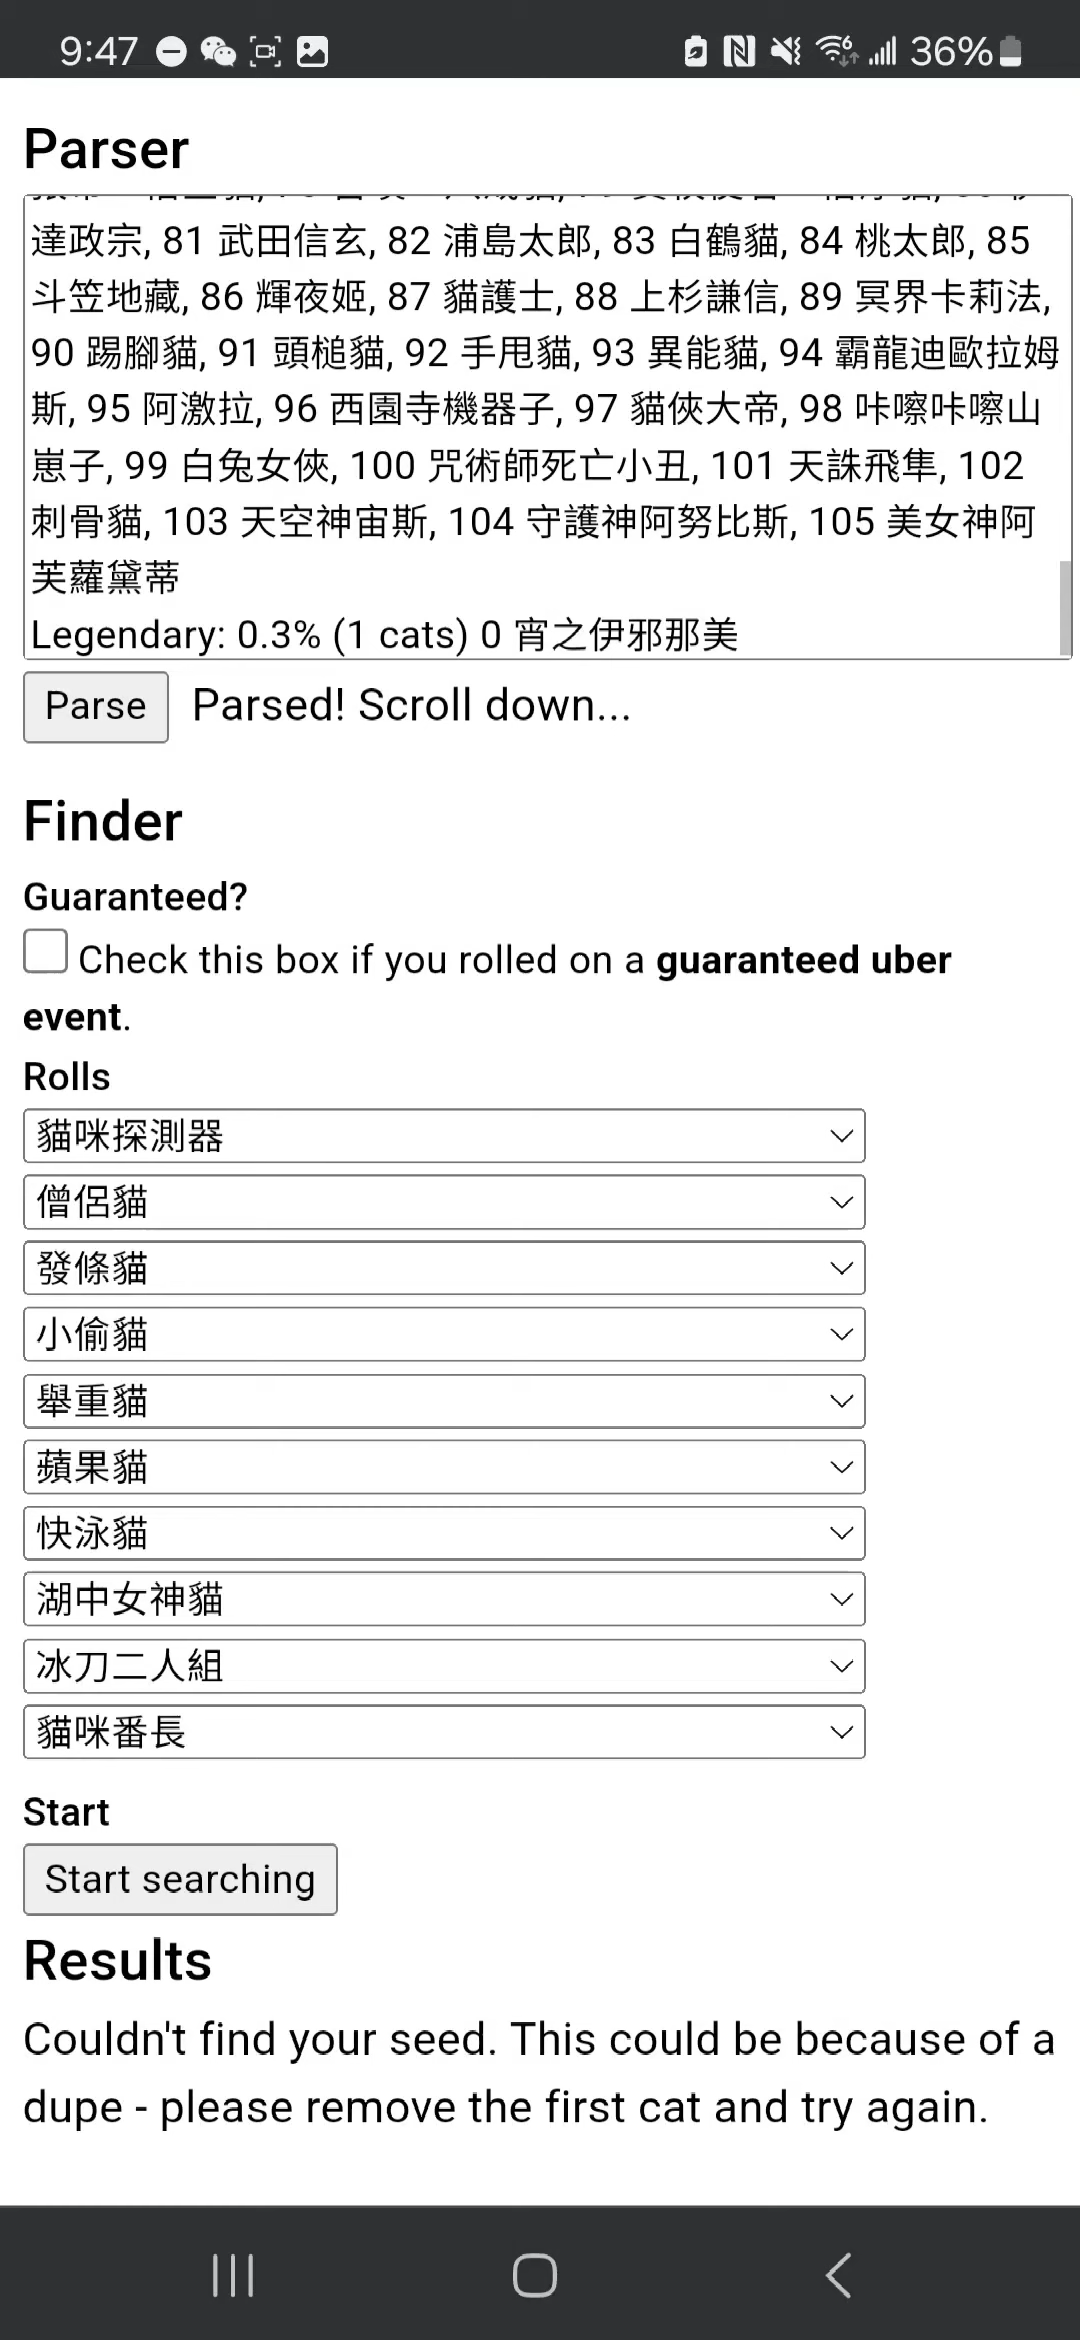 9:47 36%
Parser
達政宗, 81 武田信玄, 82 浦島太郎, 83 白鶴貓, 84 桃太郎, 85
斗笠地藏, 86 輝夜姬, 87 貓護士, 88 上杉謙信, 89 冥界卡莉法,
90 踢腳貓, 91 頭槌貓, 92 手甩貓, 93 異能貓, 94 霸龍迪歐拉姆
斯, 95 阿激拉, 96 西園寺機器子, 97 貓俠大帝, 98 咔嚓咔嚓山
崽子, 99 白兔女俠, 100 咒術師死亡小丑, 101 天誅飛隼, 102
刺骨貓, 103 天空神宙斯, 104 守護神阿努比斯, 105 美女神阿
芙蘿黛蒂
Legendary: 0.3% (1 cats) 0 宵之伊邪那美
Parse Parsed! Scroll down...
Finder
Guaranteed?
Check this box if you rolled on a guaranteed uber
event.
Rolls
貓咪探測器
僧侶貓
發條貓
小偷貓
舉重貓
蘋果貓
快泳貓
湖中女神貓
冰刀二人組
貓咪番長
Start
Start searching
Results
Couldn't find your seed. This could be because of a
dupe - please remove the first cat and try again.